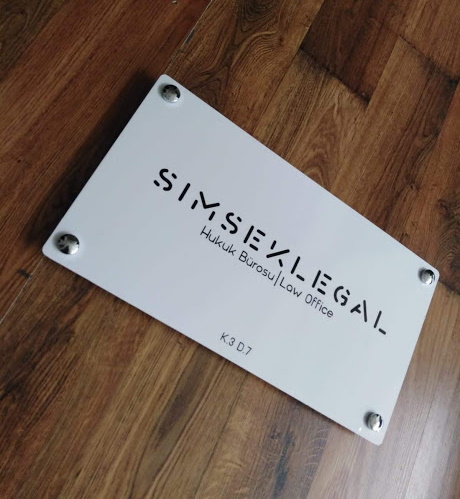 SIMSEKLEGAL
Hukuk Bürosu|Law Office
K.3 D.7